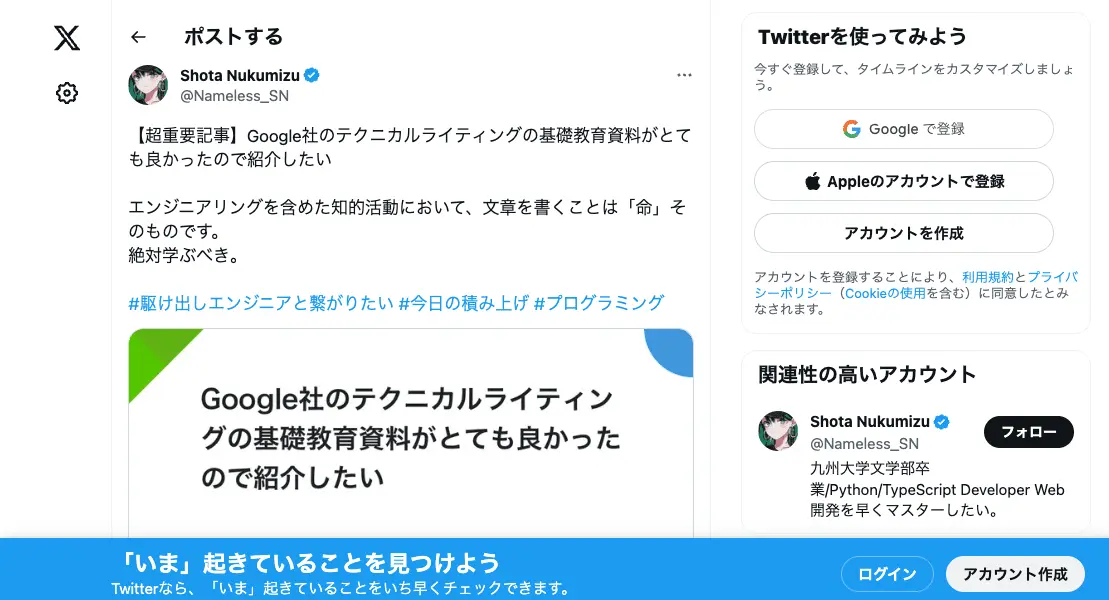 ポストする
Shota Nukumizu
@Nameless_SN
【超重要記事】Google社のテクニカルライティングの基礎教育資料がとて
も良かったので紹介したい
エンジニアリングを含めた知的活動において、文章を書くことは「命」そ
のものです。
絶対学ぶべき。
#駆け出しエンジニアと繋がりたい #今日の積み上げ #プログラミング
Google社のテクニカルライティン
グの基礎教育資料がとても良かった
ので紹介したい
Twitterを使ってみよう
今すぐ登録して、タイムラインをカスタマイズしましょ
う。
Google で登録
Appleのアカウントで登録
アカウントを作成
アカウントを登録することにより、利用規約とプライバ
シーポリシー（Cookieの使用を含む）に同意したとみ
なされます。
関連性の高いアカウント
Shota Nukumizu
@Nameless_SN
フォロー
九州大学文学部卒
業/Python/TypeScript Developer Web
開発を早くマスターしたい。
「いま」起きていることを見つけよう
Twitterなら、「いま」起きていることをいち早くチェックできます。
ログイン
アカウント作成